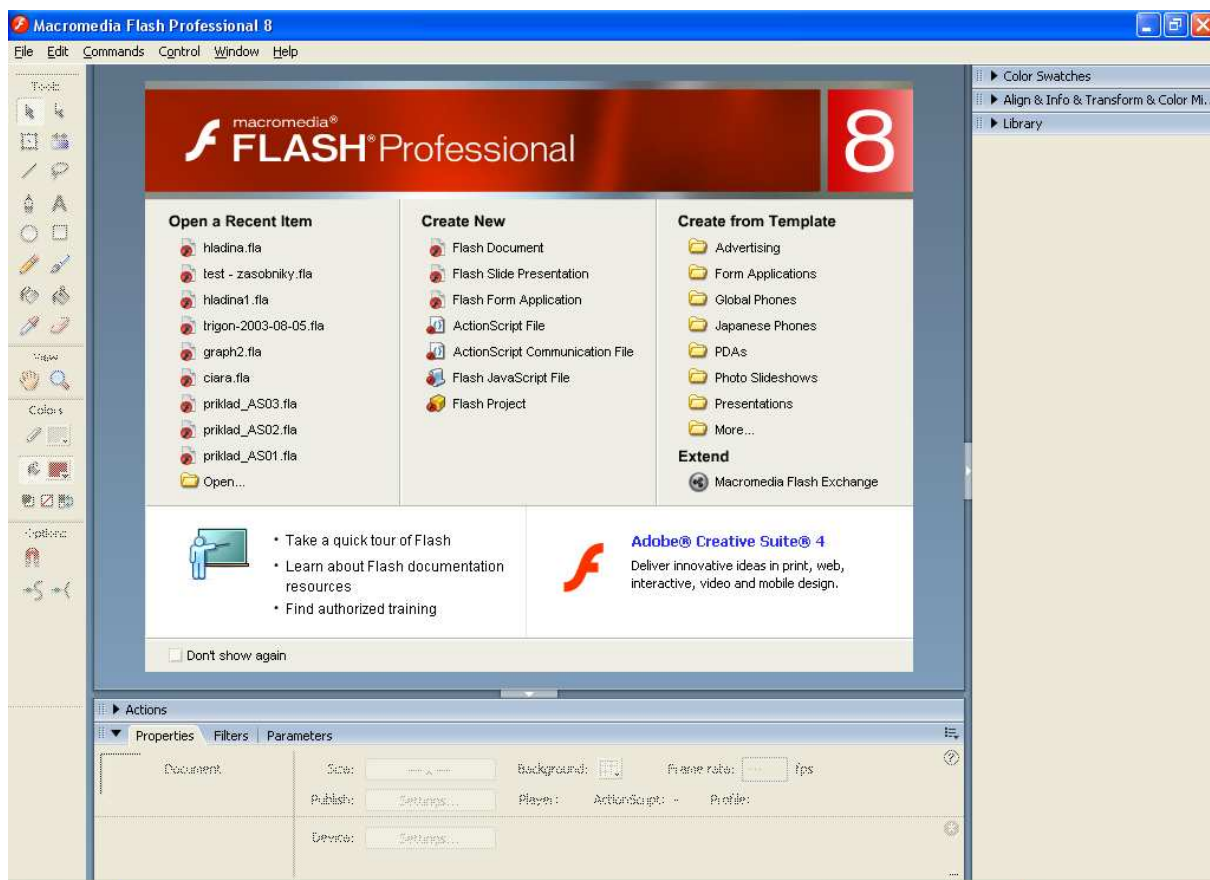 Macromedia Flash Professional 8
File Edit Commands Control Window Help
Tools
View
Colors
Options
macromedia®
FLASH® Professional
8
Open a Recent Item
hladina.fla
test - zasobniky.fla
hladina1.fla
trigon-2003-08-05.fla
graph2.fla
ciara.fla
priklad_AS03.fla
priklad_AS02.fla
priklad_AS01.fla
Open...
Create New
Flash Document
Flash Slide Presentation
Flash Form Application
ActionScript File
ActionScript Communication File
Flash JavaScript File
Flash Project
Create from Template
Advertising
Form Applications
Global Phones
Japanese Phones
PDAs
Photo Slideshows
Presentations
More...
Extend
Macromedia Flash Exchange
• Take a quick tour of Flash
• Learn about Flash documentation
resources
• Find authorized training
Adobe® Creative Suite® 4
Deliver innovative ideas in print, web,
interactive, video and mobile design.
Don't show again
Color Swatches
Align & Info & Transform & Color Mi...
Library
Actions
Properties Filters Parameters
Document Size: --- x --- Background: Frame rate: --- fps
Publish: Settings... Player: ActionScript: - Profile:
Device: Settings...